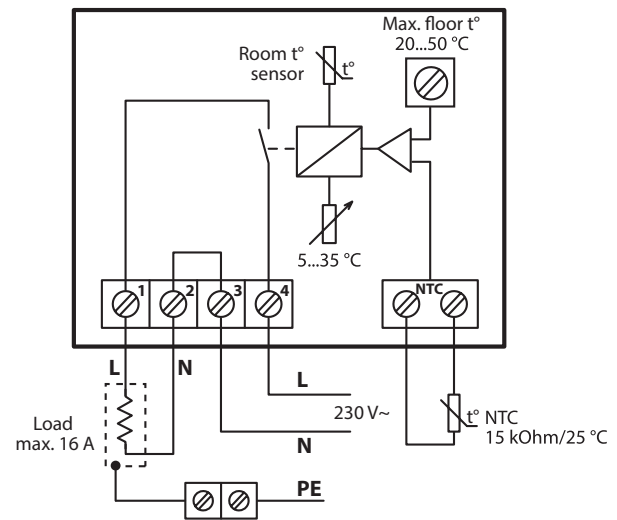 Max. floor t°
20...50 °C
Room t°
sensor
t°
5...35 °C
1
2
3
4
NTC
L
N
L
230 V~
N
Load
max. 16 A
t° NTC
15 kOhm/25 °C
PE